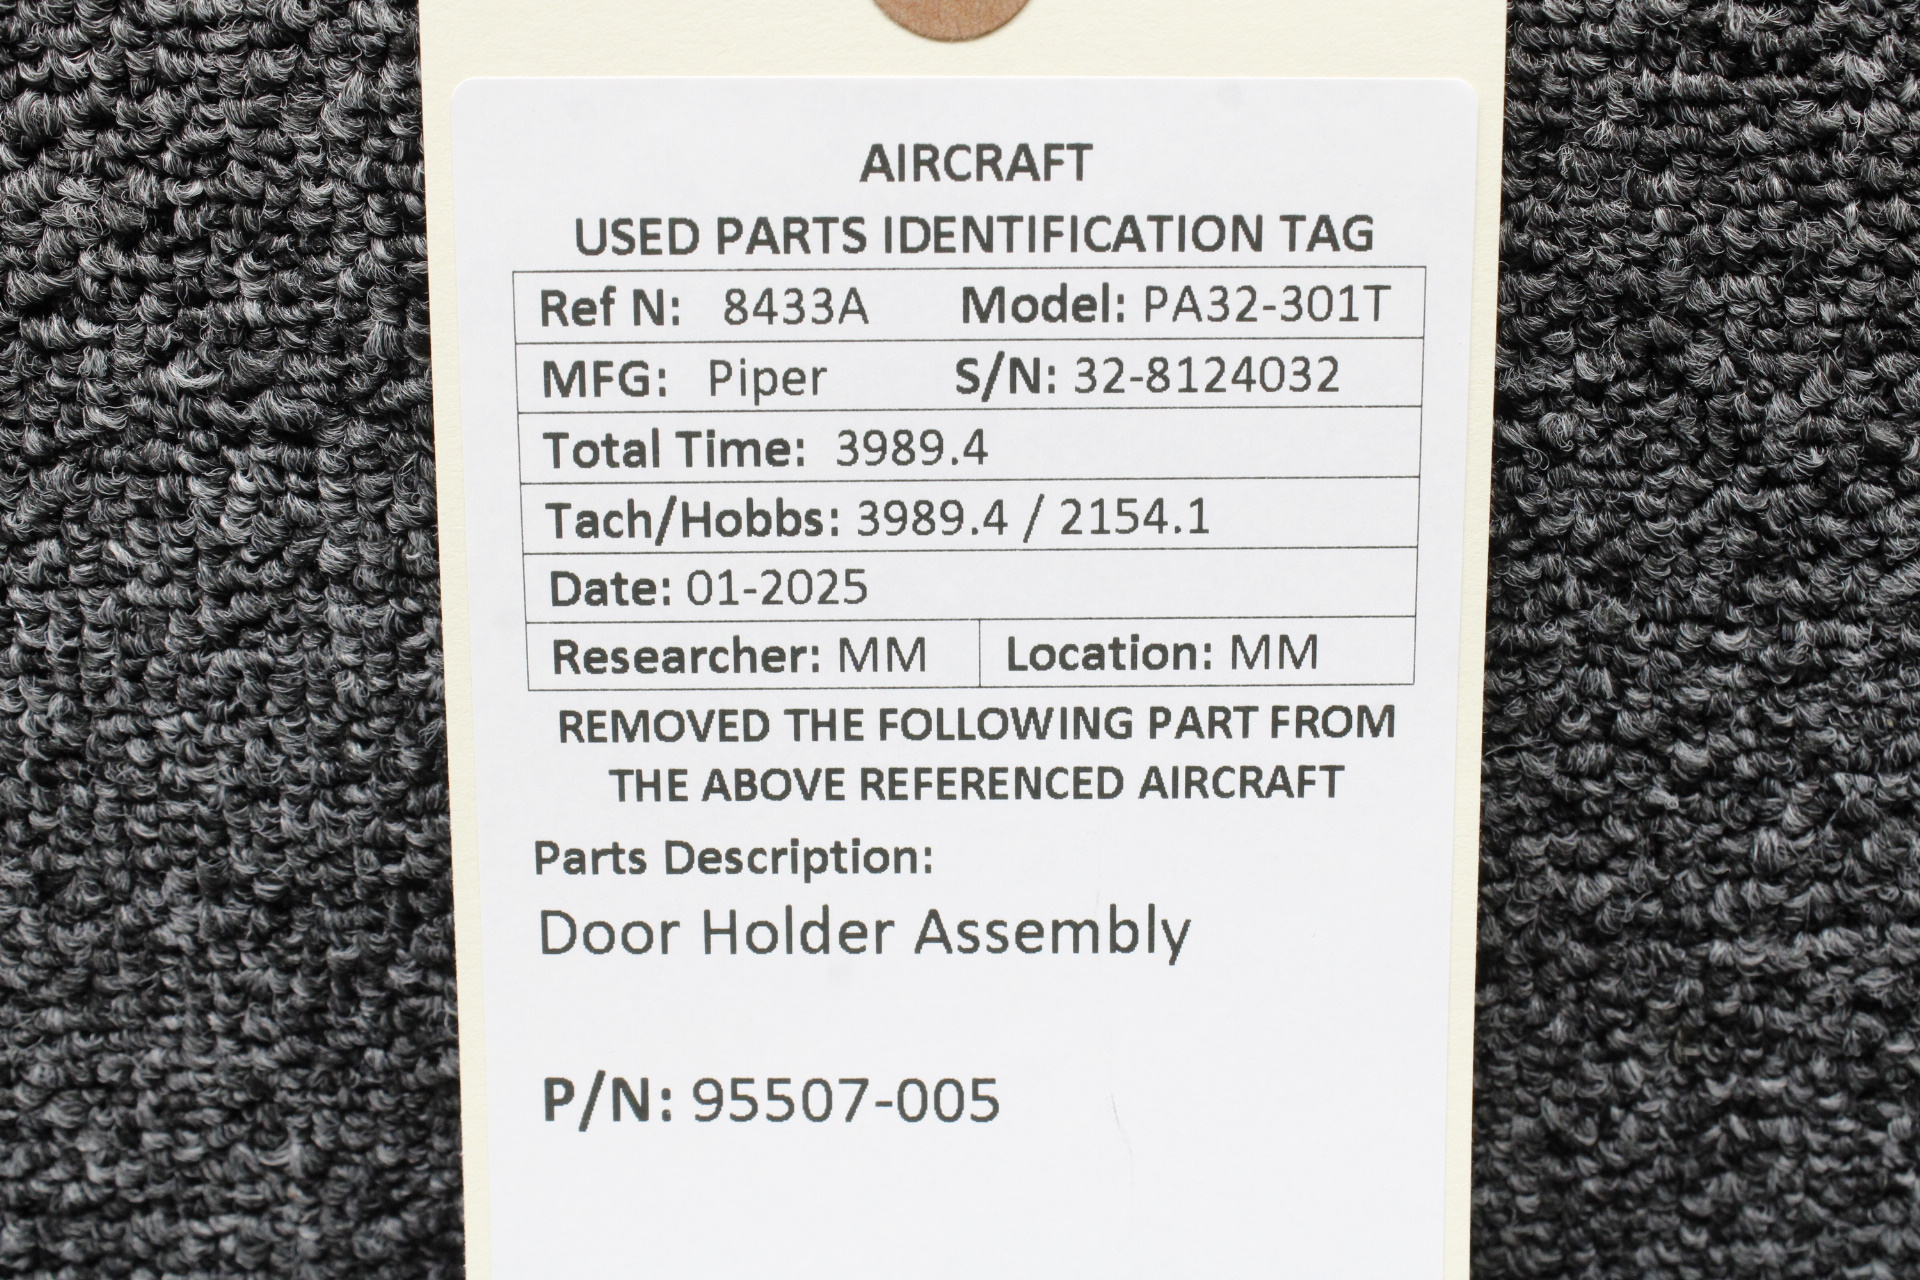 AIRCRAFT
USED PARTS IDENTIFICATION TAG
Ref N: 8433A Model: PA32-301T
MFG: Piper S/N: 32-8124032
Total Time: 3989.4
Tach/Hobbs: 3989.4 / 2154.1
Date: 01-2025
Researcher: MM Location: MM
REMOVED THE FOLLOWING PART FROM
THE ABOVE REFERENCED AIRCRAFT
Parts Description:
Door Holder Assembly
P/N: 95507-005